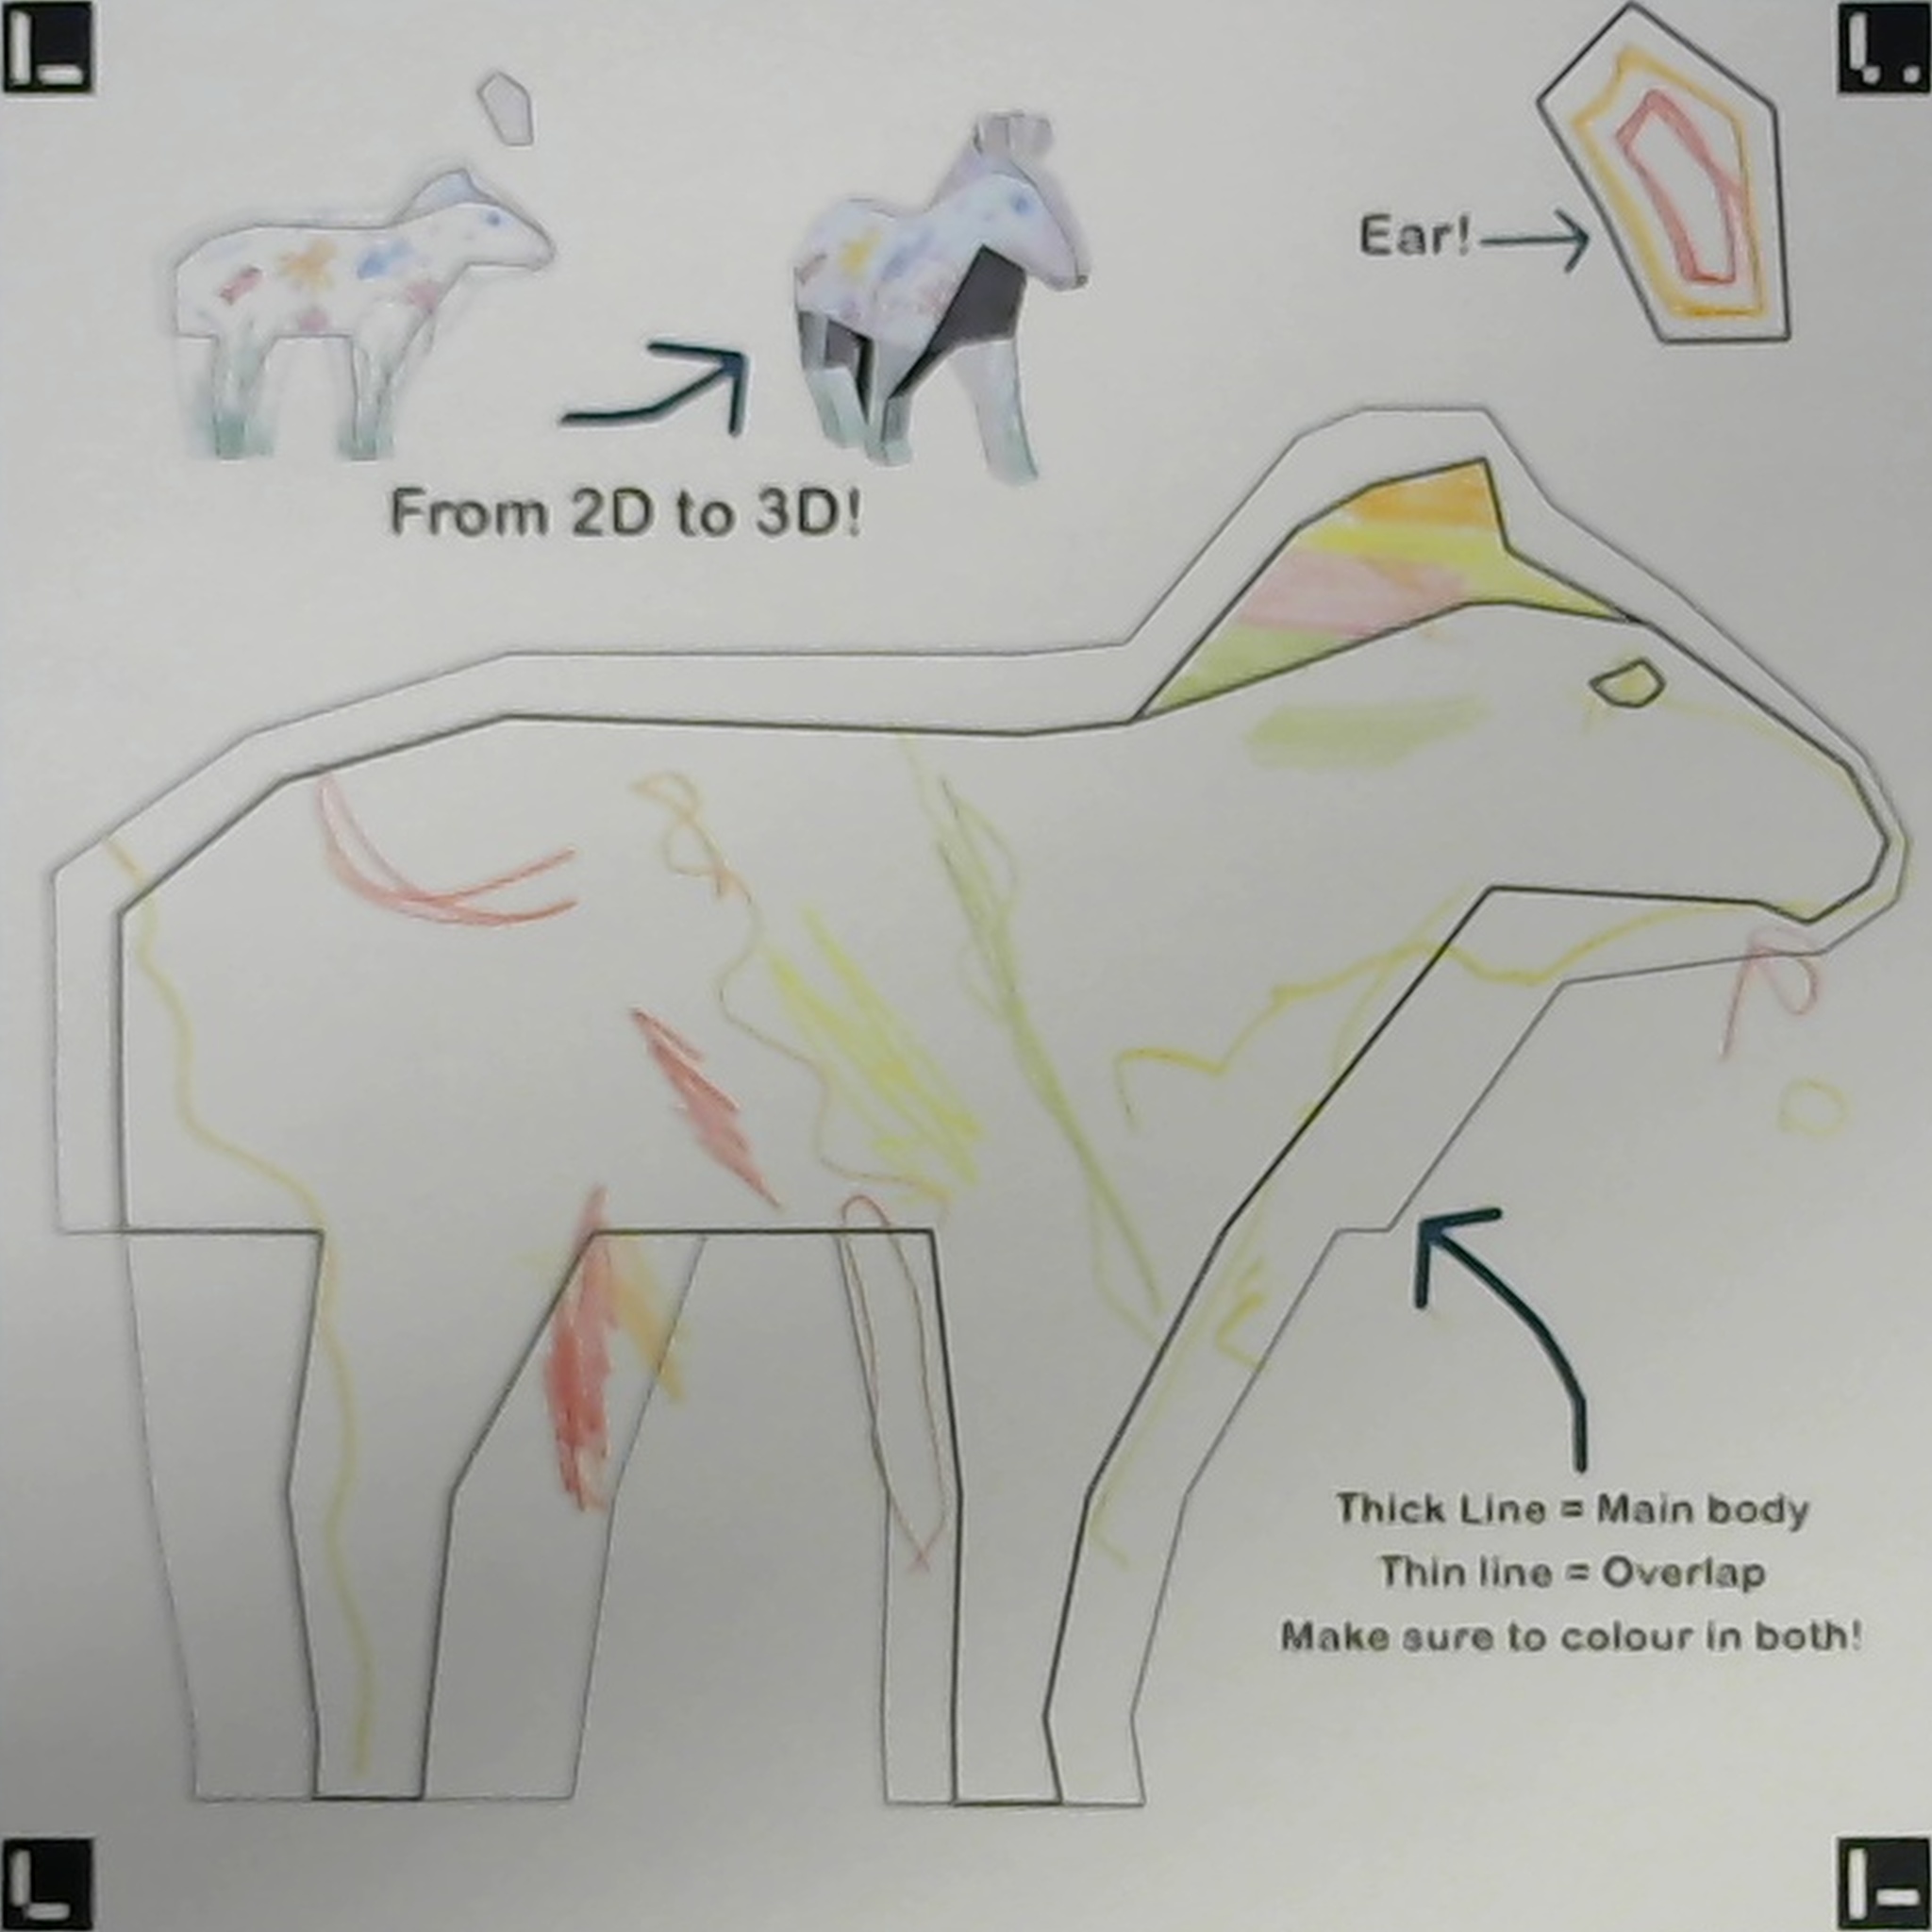 Ear!
From 2D to 3D!
Thick Line = Main body
Thin line = Overlap
Make sure to colour in both!